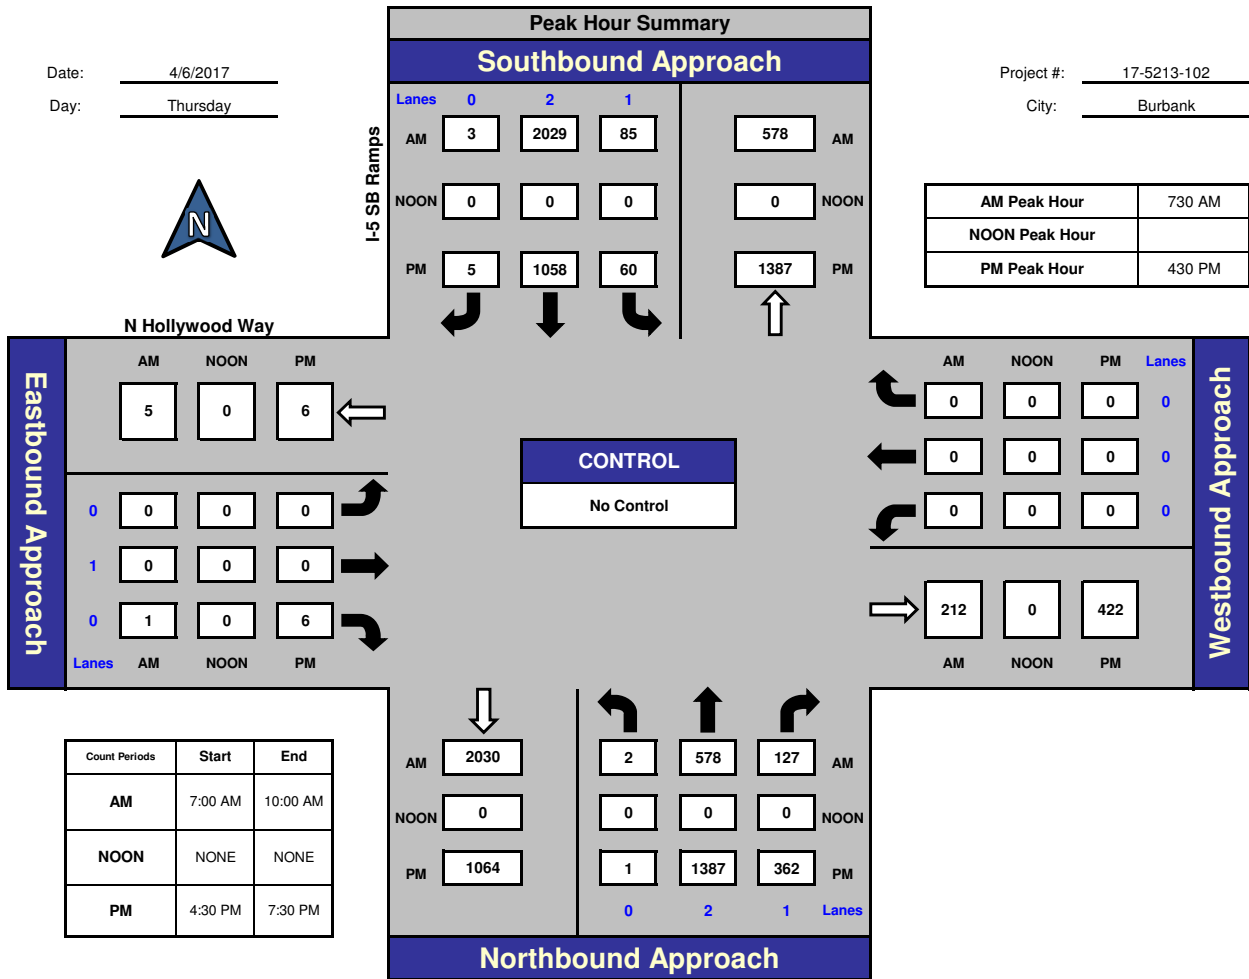 Peak Hour Summary
Southbound Approach
Date: 4/6/2017
Day: Thursday
Project #: 17-5213-102
City: Burbank
N
I-5 SB Ramps
Lanes 0 2 1
AM 3 2029 85 578 AM
NOON 0 0 0 0 NOON
PM 5 1058 60 1387 PM
AM Peak Hour 730 AM
NOON Peak Hour
PM Peak Hour 430 PM
N Hollywood Way
Eastbound Approach
AM NOON PM
5 0 6
0 0 0 0
1 0 0 0
0 1 0 6
Lanes AM NOON PM
CONTROL
No Control
AM NOON PM Lanes
0 0 0 0
0 0 0 0
0 0 0 0
212 0 422
AM NOON PM
Westbound Approach
Count Periods Start End
AM 7:00 AM 10:00 AM
NOON NONE NONE
PM 4:30 PM 7:30 PM
AM 2030 2 578 127 AM
NOON 0 0 0 0 NOON
PM 1064 1 1387 362 PM
0 2 1 Lanes
Northbound Approach